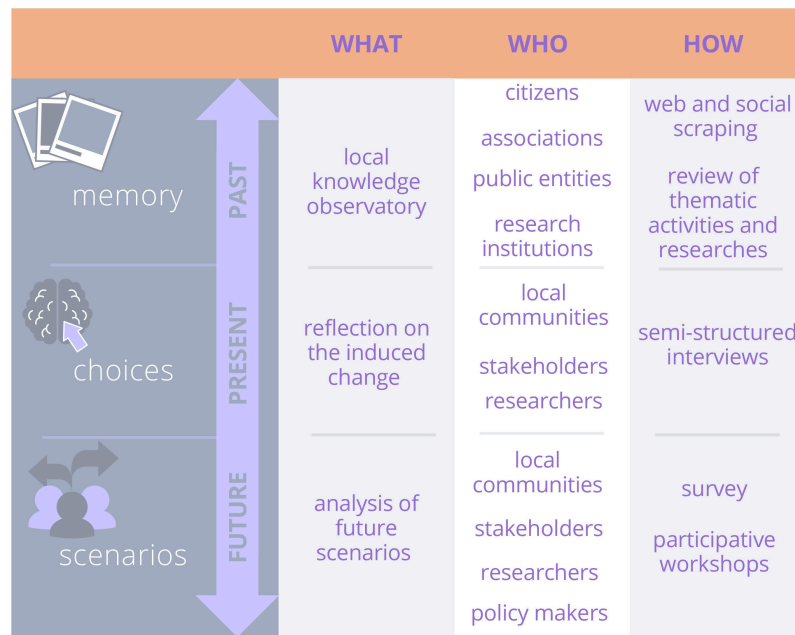 WHAT
WHO
HOW
memory
PAST
local
knowledge
observatory
citizens
associations
public entities
research
institutions
web and social
scraping
review of
thematic
activities and
researches
choices
PRESENT
reflection on
the induced
change
local
communities
stakeholders
researchers
semi-structured
interviews
scenarios
FUTURE
analysis of
future
scenarios
local
communities
stakeholders
researchers
policy makers
survey
participative
workshops